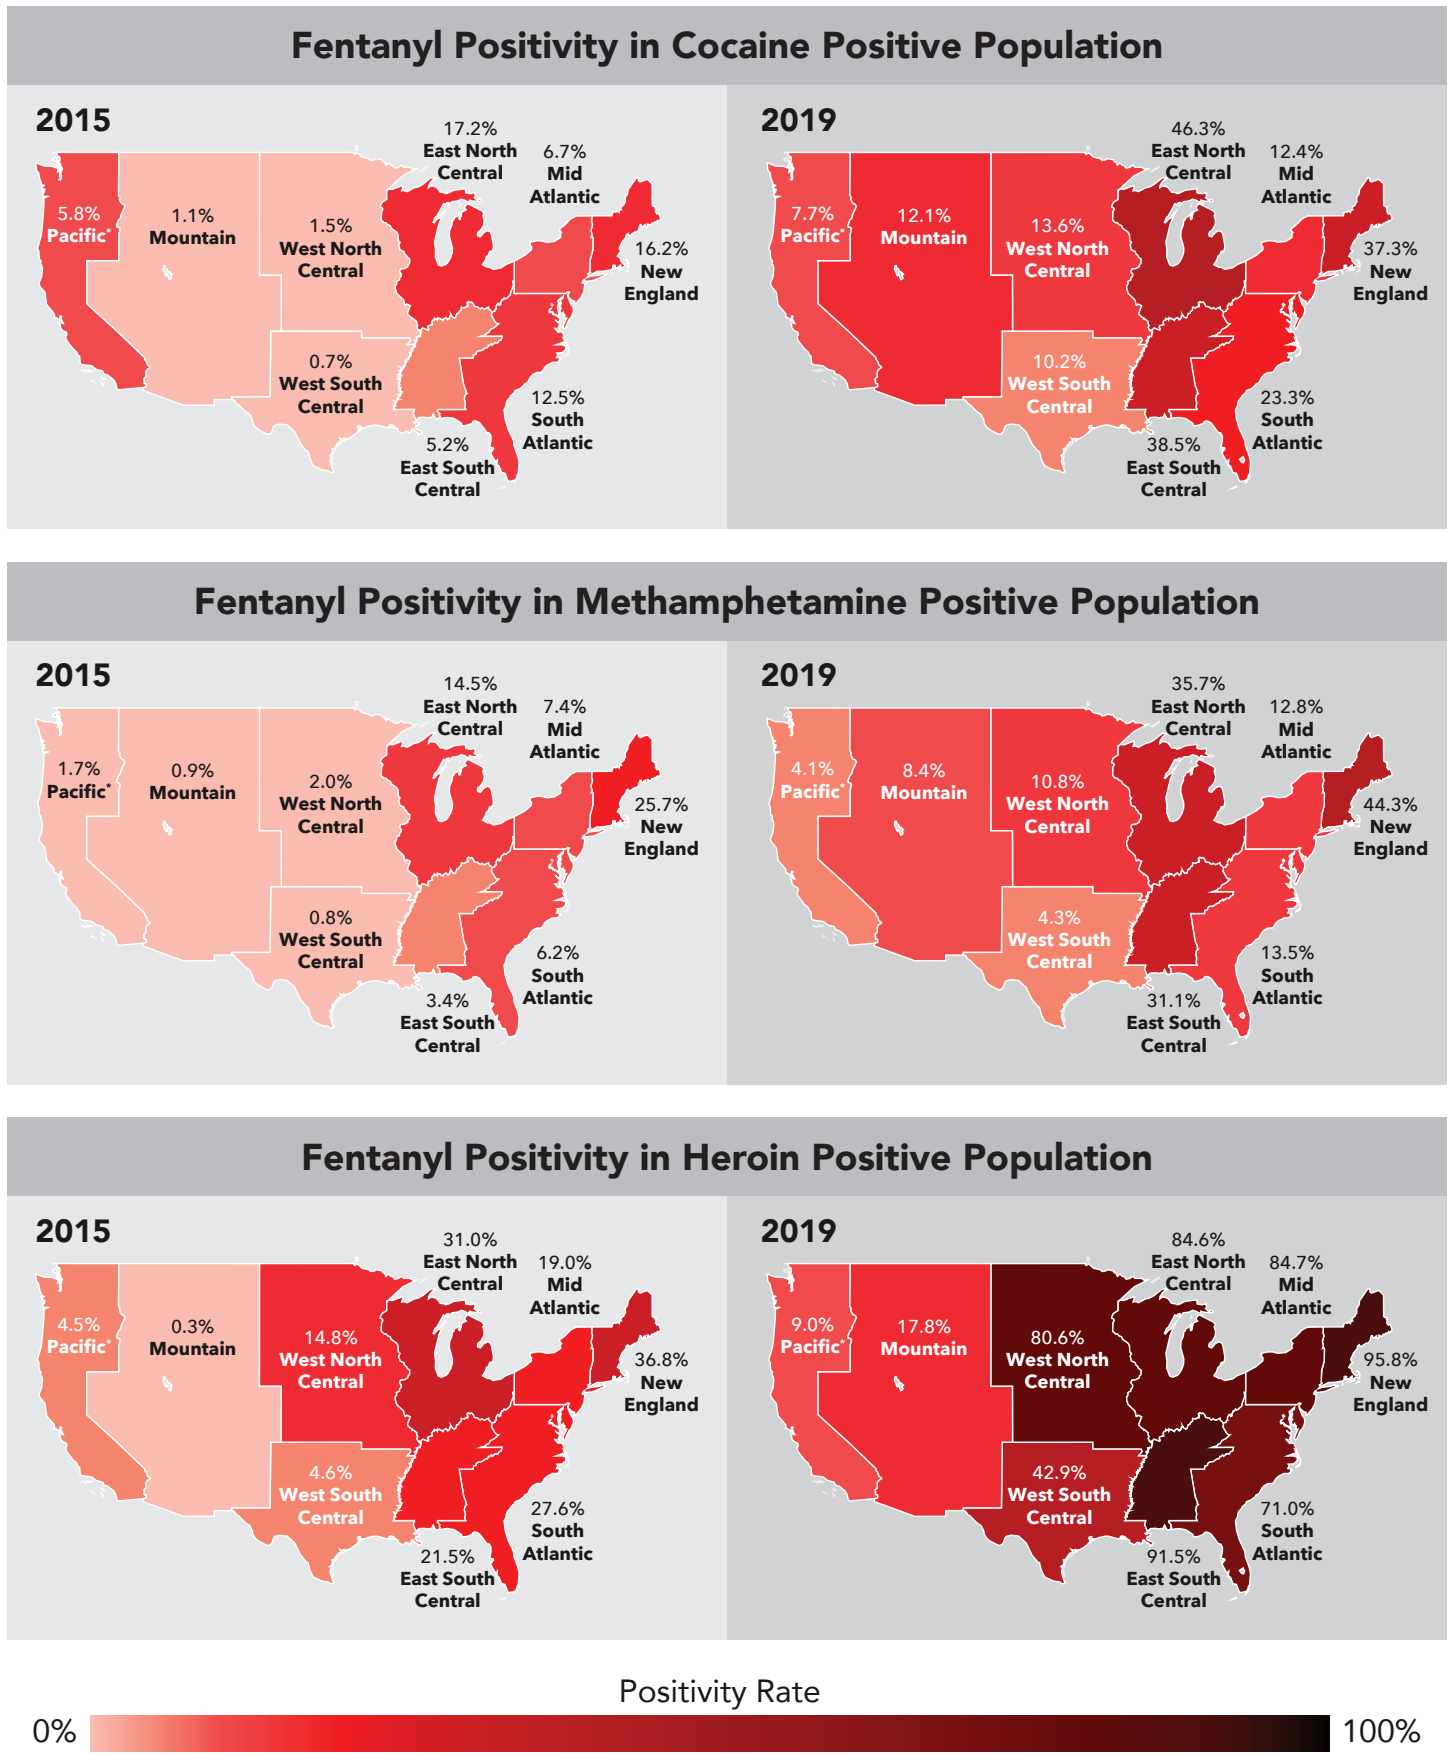 Fentanyl Positivity in Cocaine Positive Population
2015
17.2%
East North
Central
6.7%
Mid
Atlantic
5.8%
Pacific*
1.1%
Mountain
1.5%
West North
Central
16.2%
New
England
0.7%
West South
Central
12.5%
South
Atlantic
5.2%
East South
Central
2019
46.3%
East North
Central
12.4%
Mid
Atlantic
7.7%
Pacific*
12.1%
Mountain
13.6%
West North
Central
37.3%
New
England
10.2%
West South
Central
23.3%
South
Atlantic
38.5%
East South
Central
Fentanyl Positivity in Methamphetamine Positive Population
2015
14.5%
East North
Central
7.4%
Mid
Atlantic
1.7%
Pacific*
0.9%
Mountain
2.0%
West North
Central
25.7%
New
England
0.8%
West South
Central
6.2%
South
Atlantic
3.4%
East South
Central
2019
35.7%
East North
Central
12.8%
Mid
Atlantic
4.1%
Pacific*
8.4%
Mountain
10.8%
West North
Central
44.3%
New
England
4.3%
West South
Central
13.5%
South
Atlantic
31.1%
East South
Central
Fentanyl Positivity in Heroin Positive Population
2015
31.0%
East North
Central
19.0%
Mid
Atlantic
4.5%
Pacific*
0.3%
Mountain
14.8%
West North
Central
36.8%
New
England
4.6%
West South
Central
27.6%
South
Atlantic
21.5%
East South
Central
2019
84.6%
East North
Central
84.7%
Mid
Atlantic
9.0%
Pacific*
17.8%
Mountain
80.6%
West North
Central
95.8%
New
England
42.9%
West South
Central
71.0%
South
Atlantic
91.5%
East South
Central
Positivity Rate
0%
100%